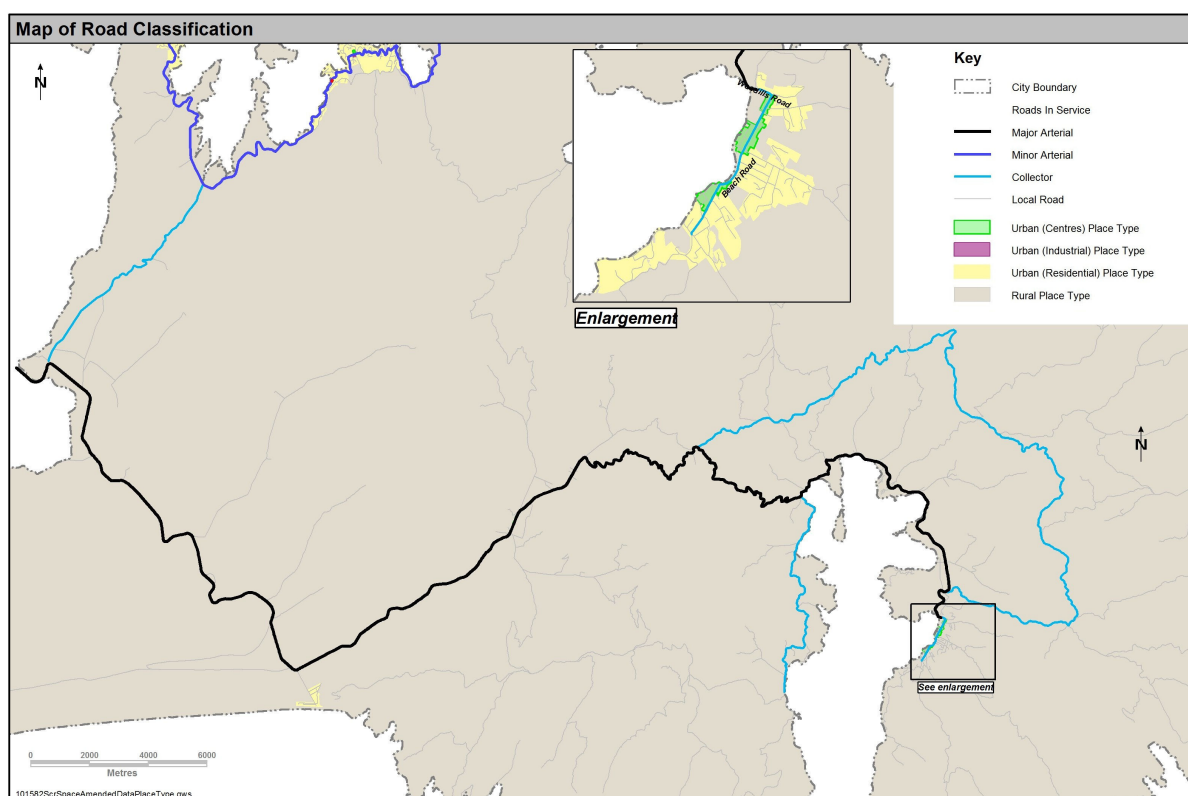 Map of Road Classification
N
Key
City Boundary
Roads In Service
Major Arterial
Minor Arterial
Collector
Local Road
Urban (Centres) Place Type
Urban (Industrial) Place Type
Urban (Residential) Place Type
Rural Place Type
Road
Beach Road
Enlargement
N
See enlargement
0 2000 4000 6000
Metres
101582ScrSpaceAmendedDataPlaceType.gws